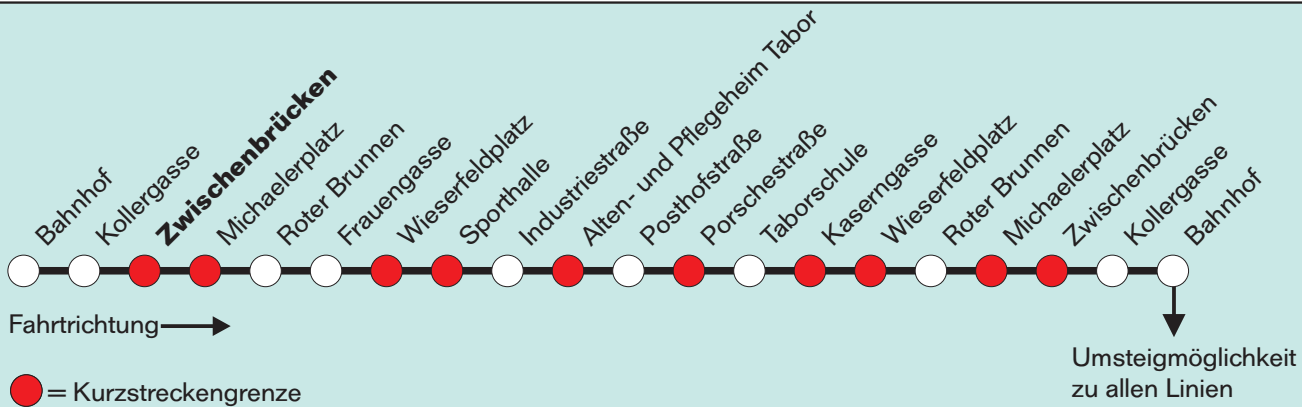 Bahnhof
Kollergasse
Zwischenbrücken
Michaelerplatz
Roter Brunnen
Frauengasse
Wieserfeldplatz
Sporthalle
Industriestraße
Alten- und Pflegeheim Tabor
Posthofstraße
Porschestraße
Taborschule
Kaserngasse
Wieserfeldplatz
Roter Brunnen
Michaelerplatz
Zwischenbrücken
Kollergasse
Bahnhof
Fahrtrichtung
Umsteigmöglichkeit
zu allen Linien
= Kurzstreckengrenze